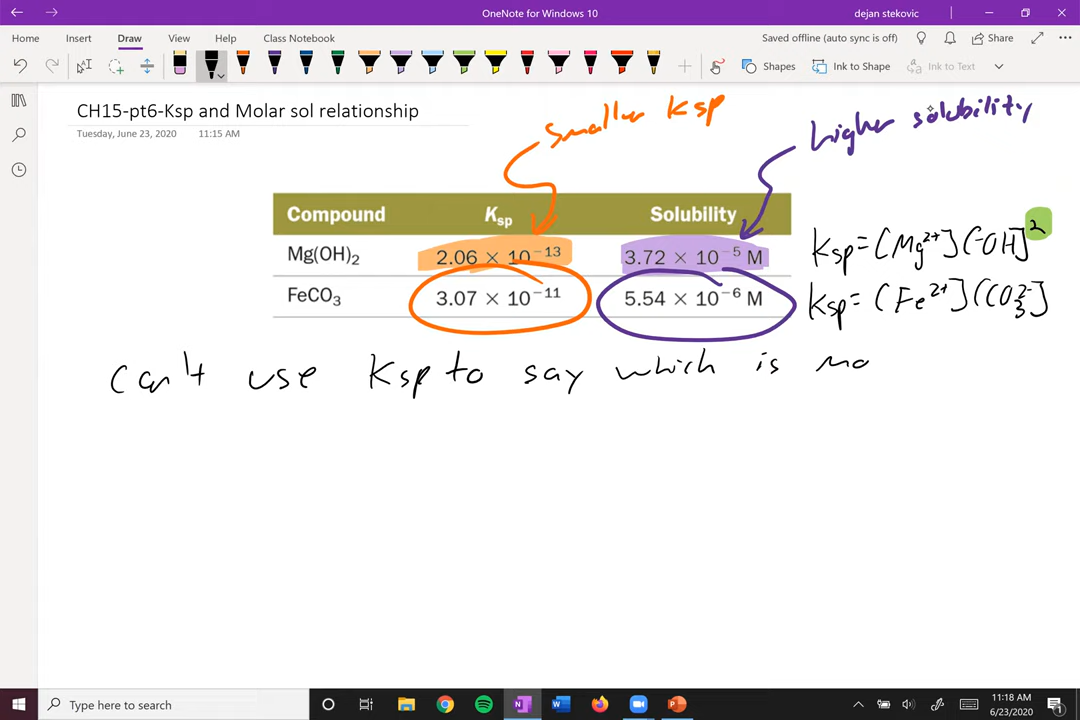 OneNote for Windows 10
dejan stekovic
Home Insert Draw View Help Class Notebook
Saved offline (auto sync is off)
Share
Shapes
Ink to Shape
Ink to Text
CH15-pt6-Ksp and Molar sol relationship
Tuesday, June 23, 2020 11:15 AM
Smaller Ksp
higher solubility
Compound Ksp Solubility
Mg(OH)₂ 2.06 × 10⁻¹³ 3.72 × 10⁻⁵ M
FeCO₃ 3.07 × 10⁻¹¹ 5.54 × 10⁻⁶ M
Ksp=[Mg²⁺][⁻OH]²
Ksp=[Fe²⁺][CO₃²⁻]
can't use Ksp to say which is mo
Type here to search
11:18 AM
6/23/2020
1